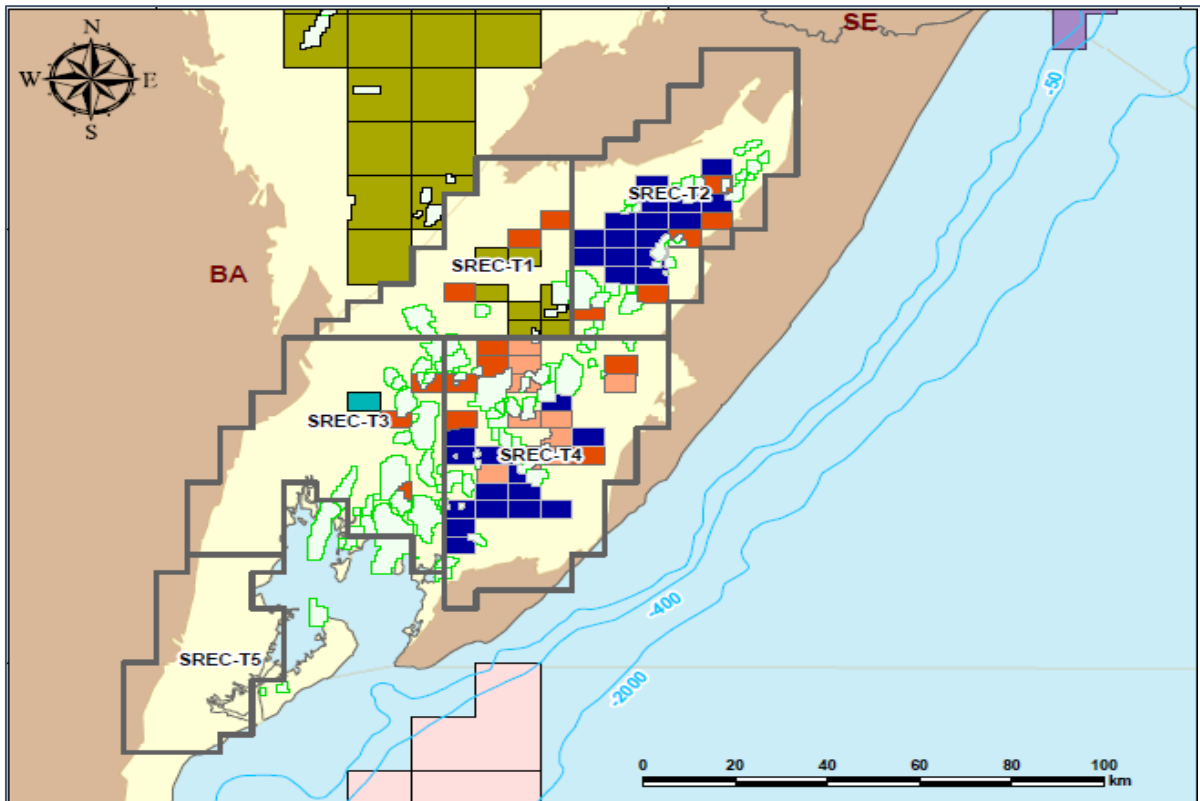 N
W E
S
SE
-50
SREC-T2
SREC-T1
BA
SREC-T3
SREC-T4
-400
SREC-T5
-2000
0 20 40 60 80 100
km